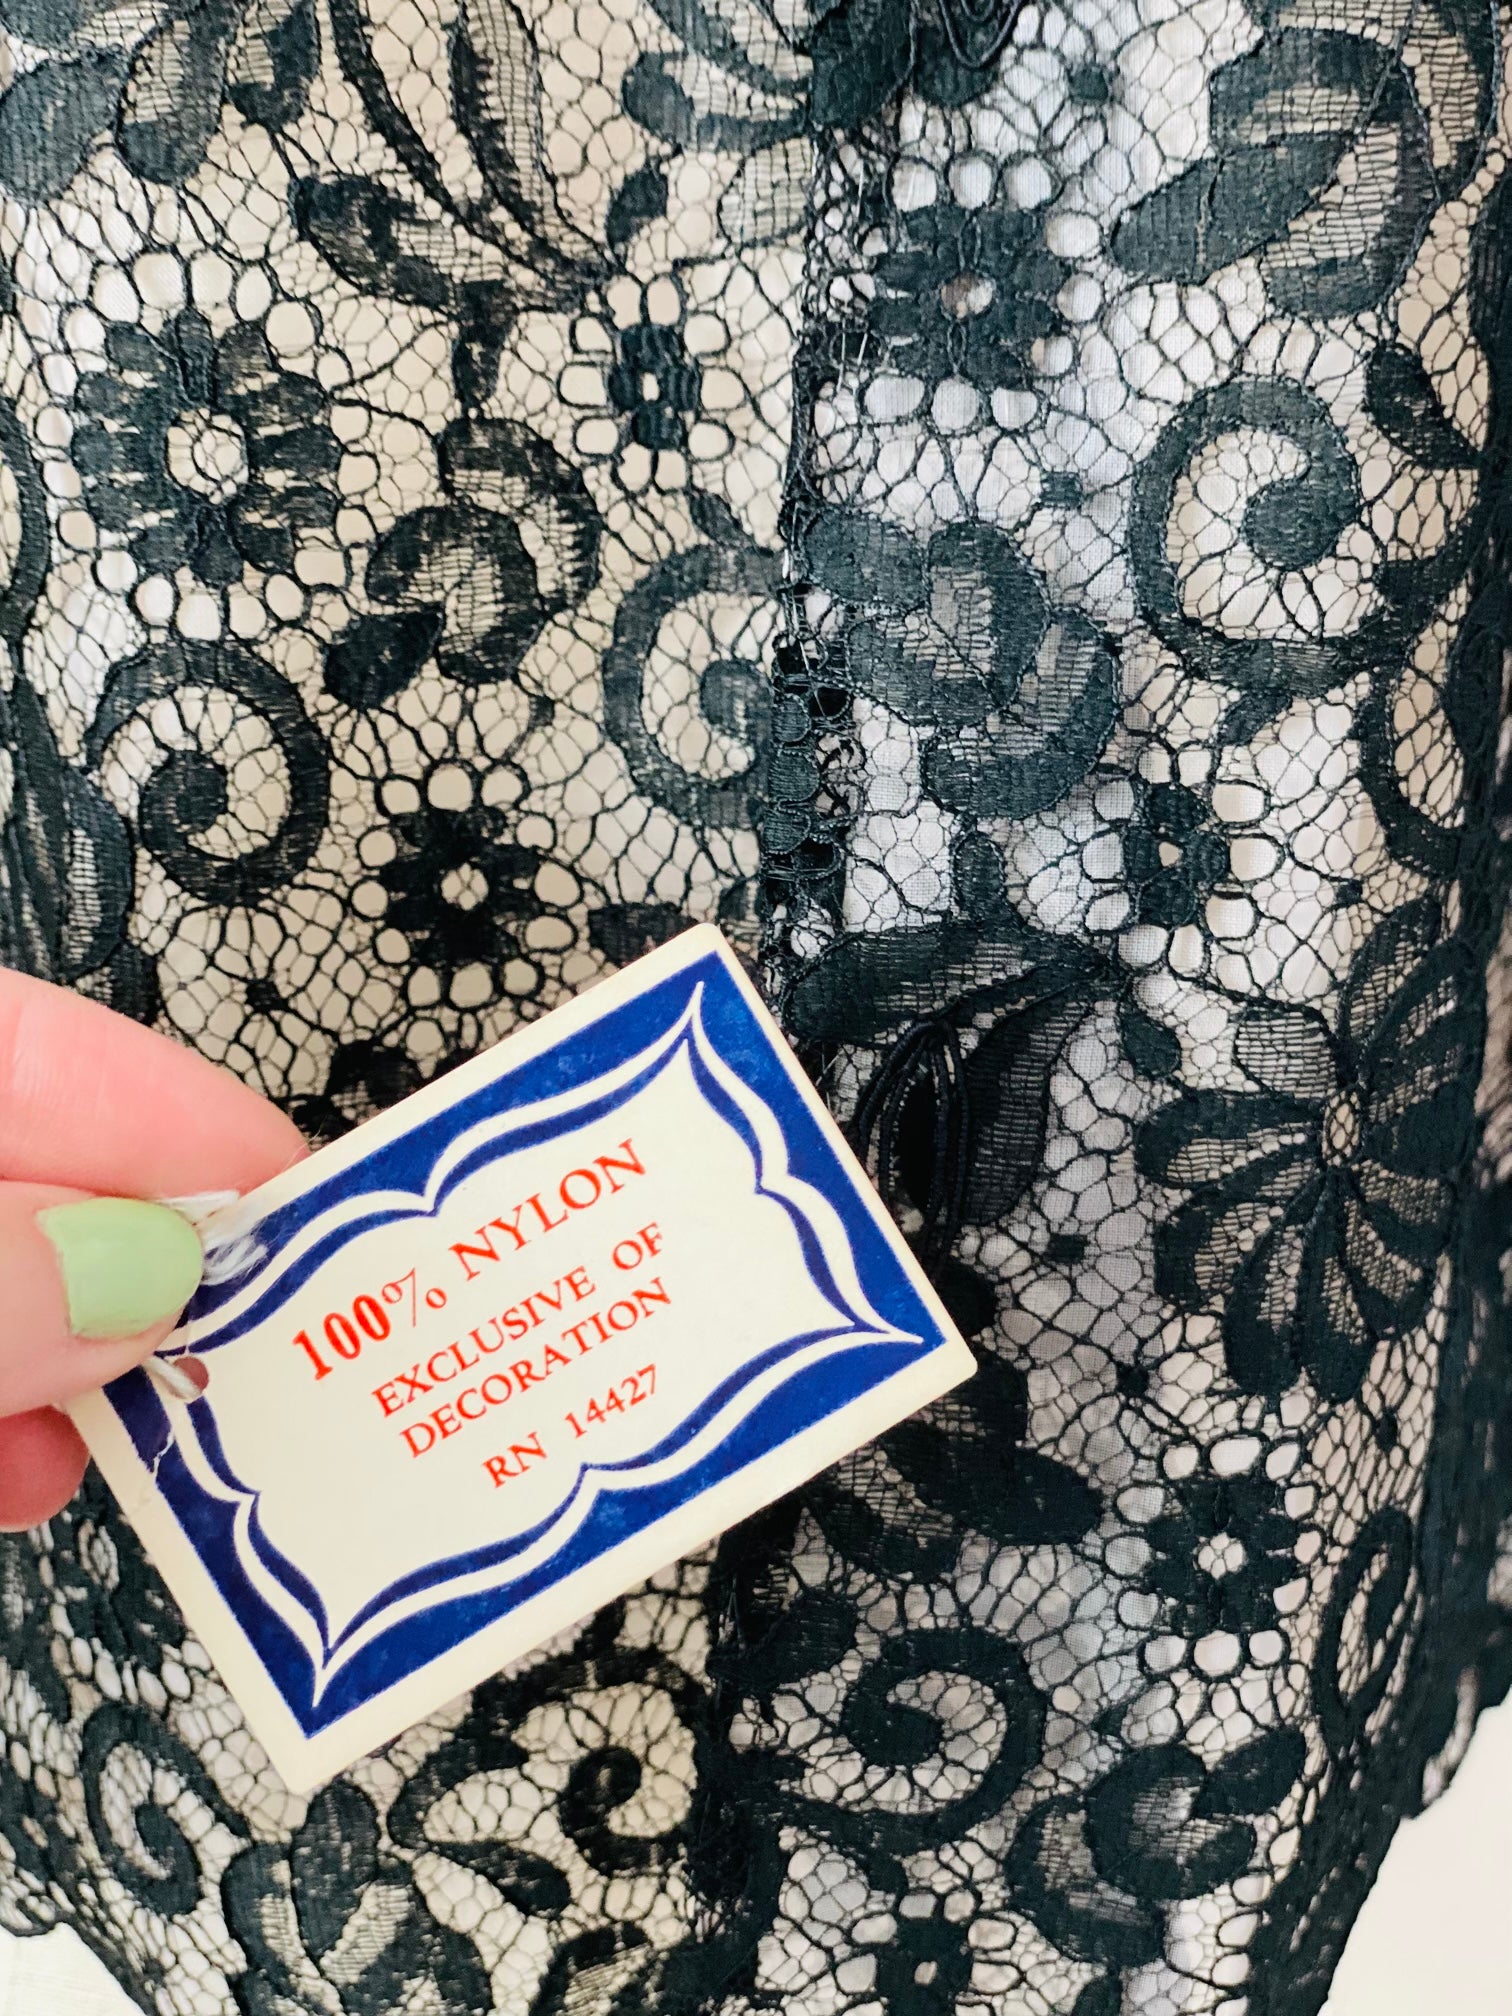 100% NYLON
EXCLUSIVE OF
DECORATION
RN 14427